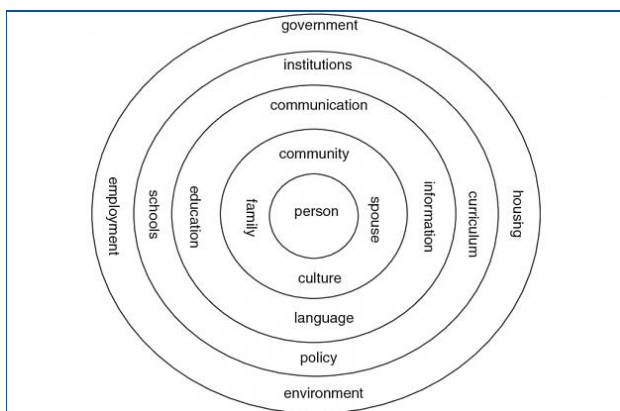 government
institutions
communication
community
employment
schools
education
family
person
spouse
information
curriculum
housing
culture
language
policy
environment